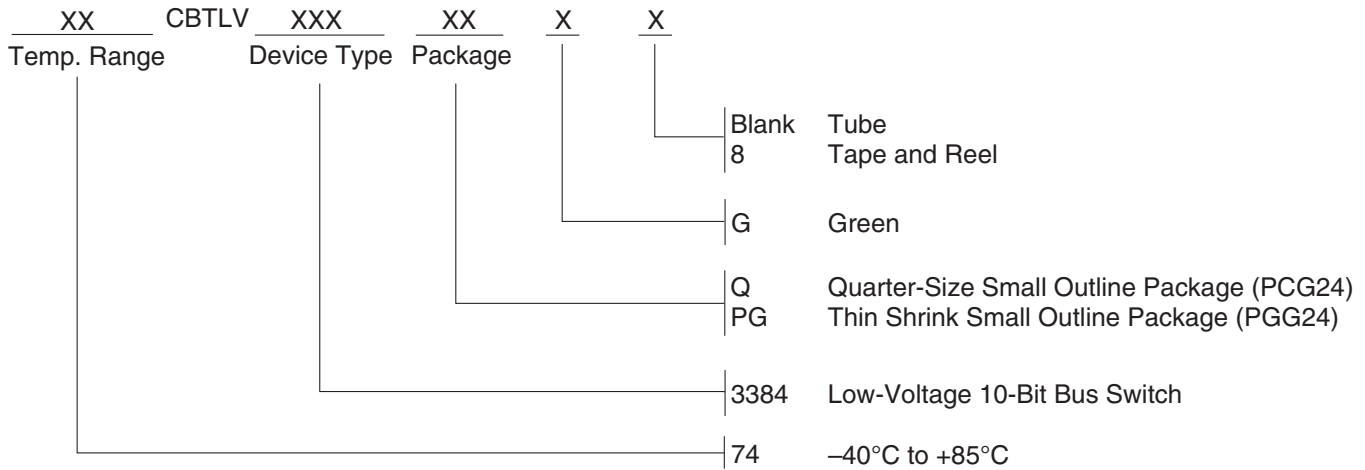 XX CBTLV XXX XX X X
Temp. Range Device Type Package
Blank Tube
8 Tape and Reel
G Green
Q Quarter-Size Small Outline Package (PCG24)
PG Thin Shrink Small Outline Package (PGG24)
3384 Low-Voltage 10-Bit Bus Switch
74 –40°C to +85°C